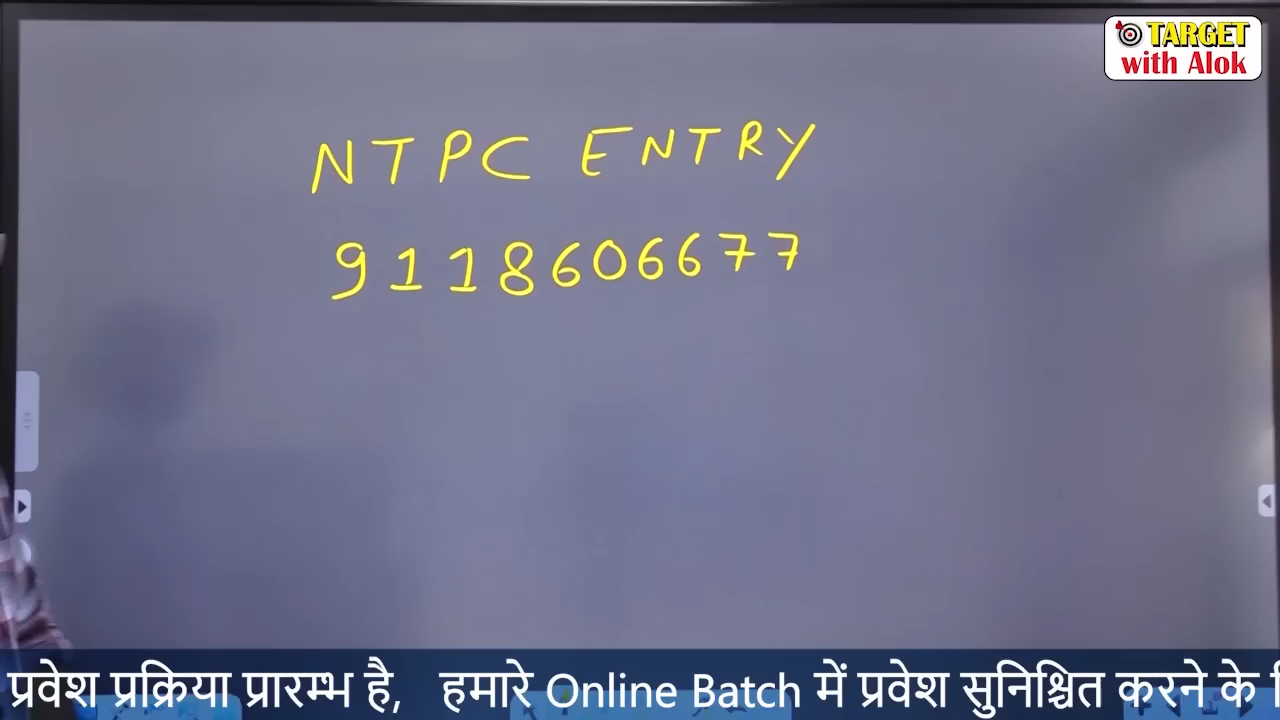 TARGET
with Alok
NTPC ENTRY
9118606677
प्रवेश प्रक्रिया प्रारम्भ है, हमारे Online Batch में प्रवेश सुनिश्चित करने के